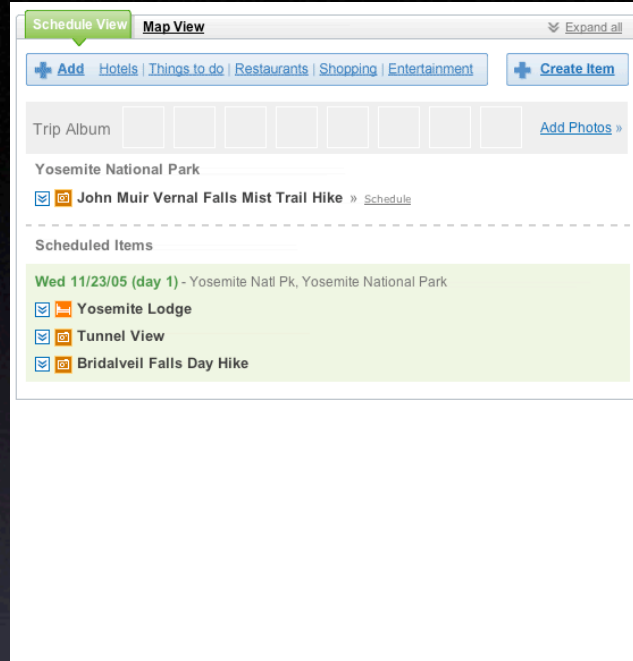 Schedule View Map View Expand all
Add Hotels | Things to do | Restaurants | Shopping | Entertainment Create Item
Trip Album Add Photos »
Yosemite National Park
John Muir Vernal Falls Mist Trail Hike » Schedule
Scheduled Items
Wed 11/23/05 (day 1) - Yosemite Natl Pk, Yosemite National Park
Yosemite Lodge
Tunnel View
Bridalveil Falls Day Hike